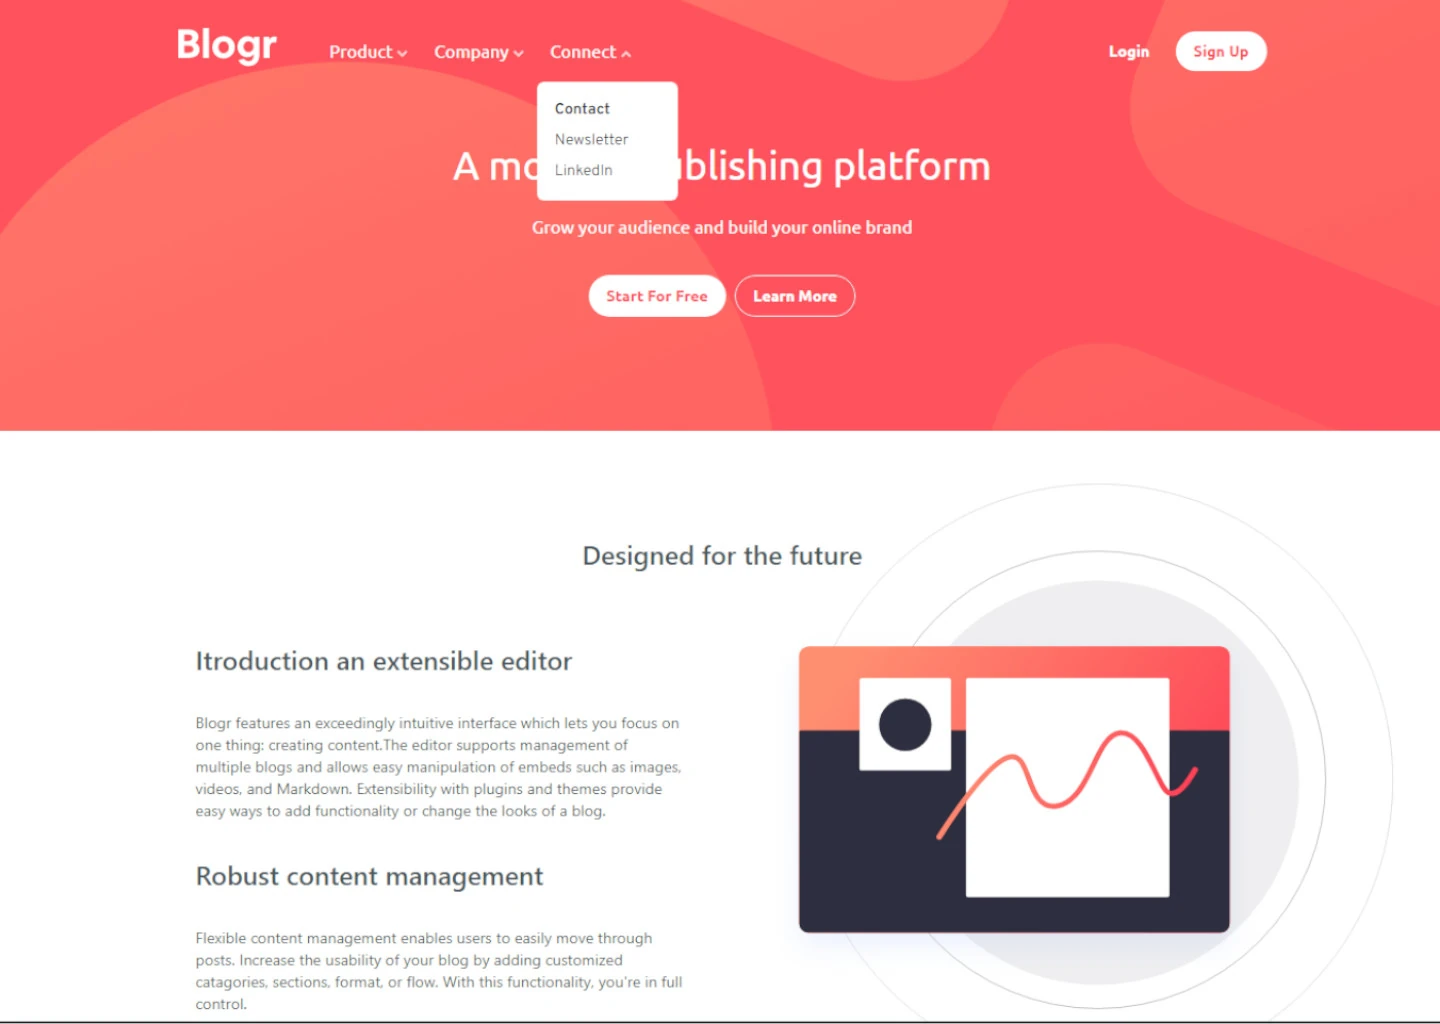 Blogr
Product
Company
Connect
Login
Sign Up
Contact
Newsletter
LinkedIn
A platform
Grow your audience and build your online brand
Start For Free
Learn More
Designed for the future
Itroduction an extensible editor
Blogr features an exceedingly intuitive interface which lets you focus on
one thing: creating content.The editor supports management of
multiple blogs and allows easy manipulation of embeds such as images,
videos, and Markdown. Extensibility with plugins and themes provide
easy ways to add functionality or change the looks of a blog.
Robust content management
Flexible content management enables users to easily move through
posts. Increase the usability of your blog by adding customized
catagories, sections, format, or flow. With this functionality, you're in full
control.